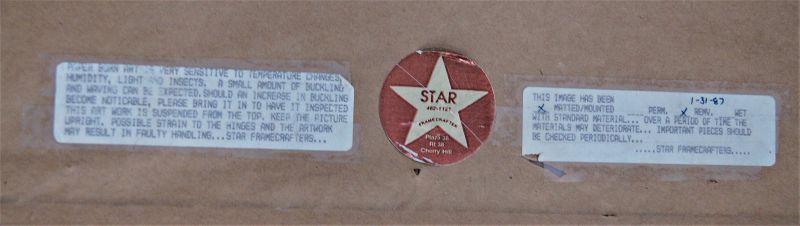 PAPER BORN ART IS VERY SENSITIVE TO TEMPERATURE CHANGES
HUMIDITY, LIGHT AND INSECTS. A SMALL AMOUNT OF BUCKLING
AND WAVING CAN BE EXPECTED.SHOULD AN INCREASE IN BUCKLING
BECOME NOTICABLE, PLEASE BRING IT IN TO HAVE IT INSPECTED
THIS ART WORK IS SUSPENDED FROM THE TOP. KEEP THE PICTURE
UPRIGHT. POSSIBLE STRAIN TO THE HINGES AND THE ARTWORK
MAY RESULT IN FAULTY HANDLING...STAR FRAMECRAFTERS...
STAR
FRAMECRAFTER
Plaza 38
Rt 38
Cherry Hill
THIS IMAGE HAS BEEN 1-31-87
X MATTED/MOUNTED ____ PERM. X REMV. ____ WET
WITH STANDARD MATERIAL.... OVER A PERIOD OF TIME THE
MATERIALS MAY DETERIORATE... IMPORTANT PIECES SHOULD
BE CHECKED PERIODICALLY...
.....STAR FRAMECRAFTERS.....